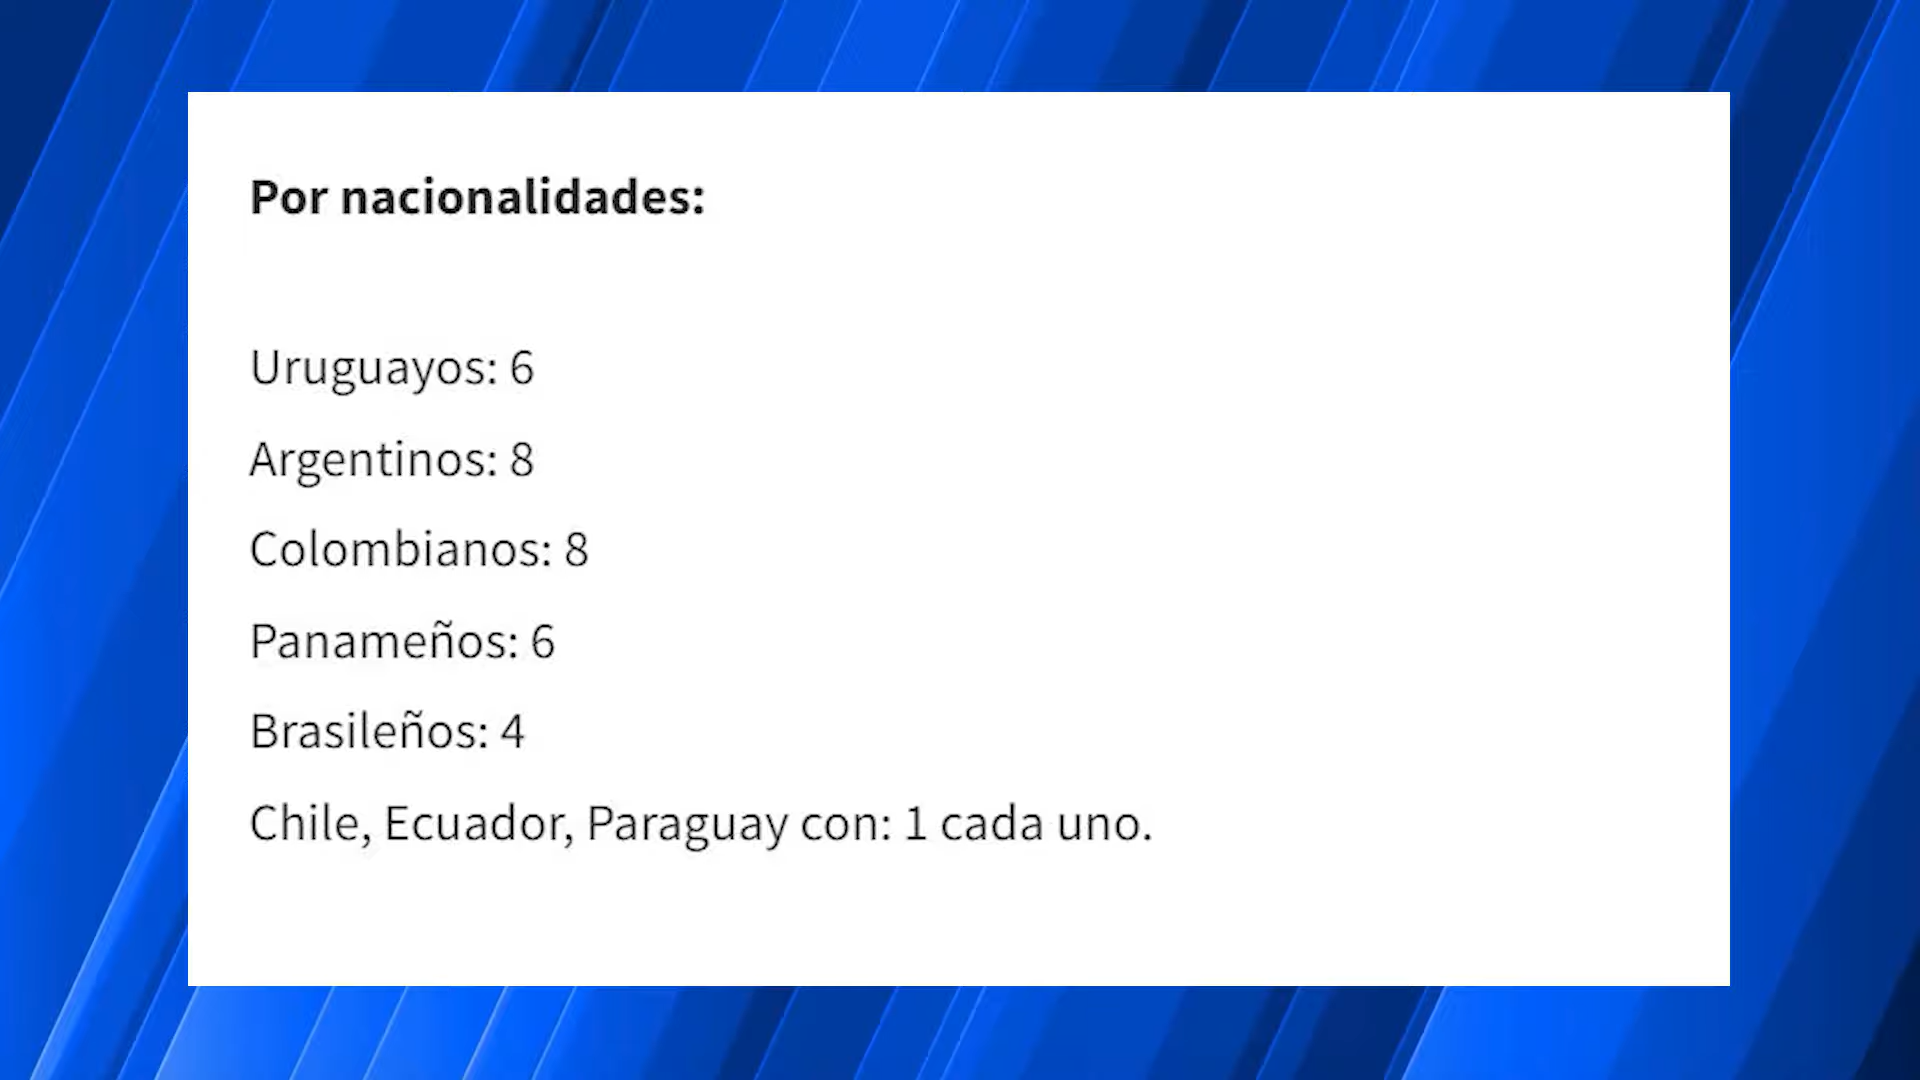 Por nacionalidades:
Uruguayos: 6
Argentinos: 8
Colombianos: 8
Panameños: 6
Brasileños: 4
Chile, Ecuador, Paraguay con: 1 cada uno.